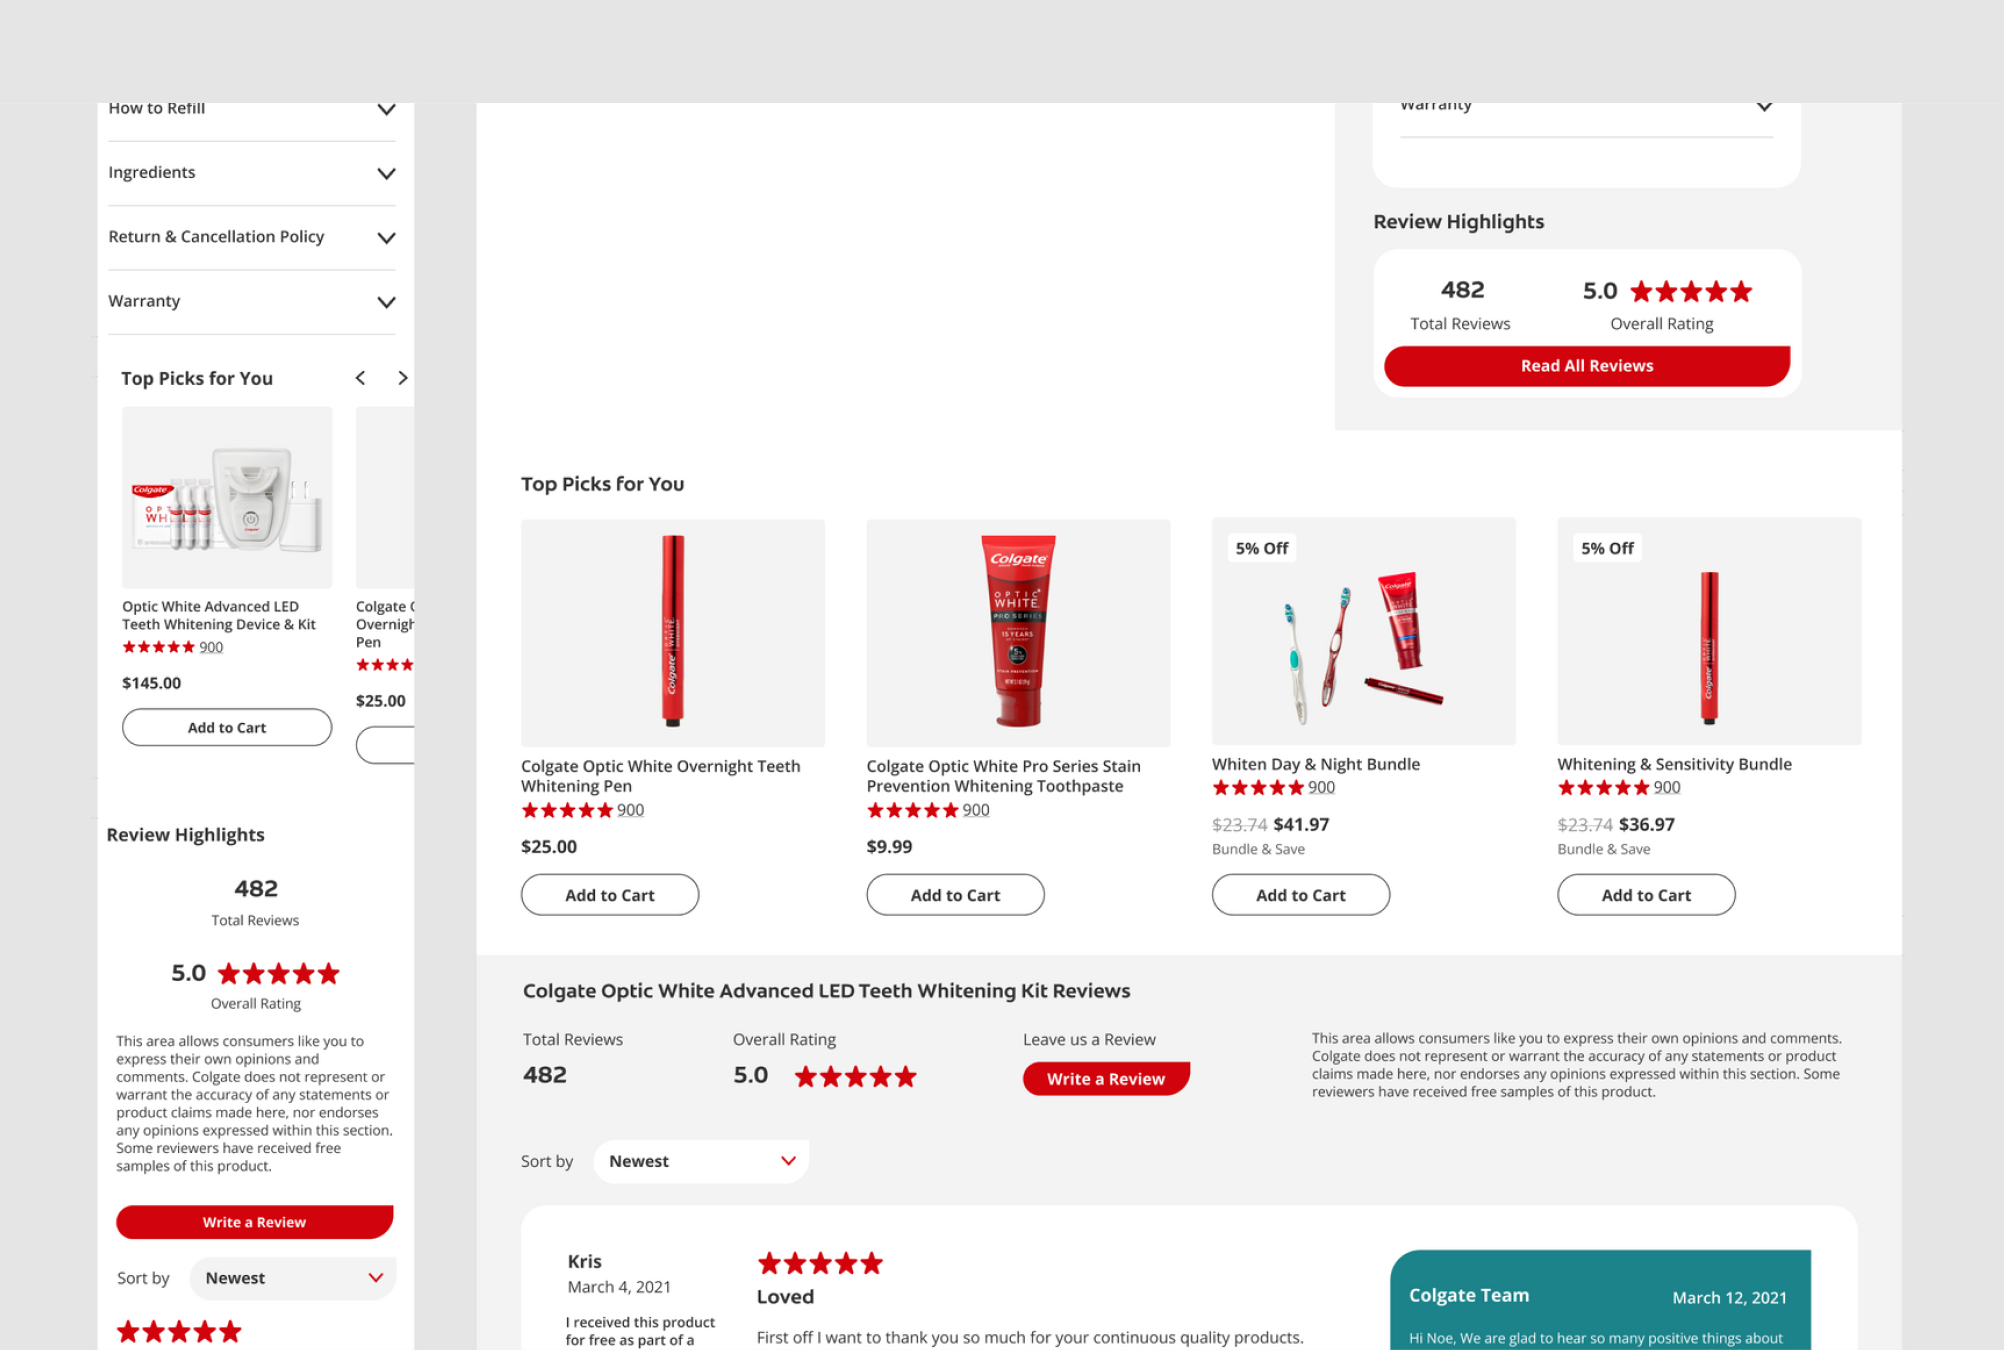 How to Refill
Ingredients
Return & Cancellation Policy
Warranty
Top Picks for You
Colgate
Optic White Advanced LED
Teeth Whitening Device & Kit
900
$145.00
Add to Cart
Colgate
Overnigh
Pen
$25.00
Review Highlights
482
Total Reviews
5.0
Overall Rating
This area allows consumers like you to
express their own opinions and
comments. Colgate does not represent or
warrant the accuracy of any statements or
product claims made here, nor endorses
any opinions expressed within this section.
Some reviewers have received free
samples of this product.
Write a Review
Sort by
Newest
Warranty
Review Highlights
482
Total Reviews
5.0
Overall Rating
Read All Reviews
Top Picks for You
Colgate
Colgate Optic White Overnight Teeth
Whitening Pen
900
$25.00
Add to Cart
Colgate
OPTIC
WHITE
PRO SERIES
15 YEARS
Colgate Optic White Pro Series Stain
Prevention Whitening Toothpaste
900
$9.99
Add to Cart
5% Off
Whiten Day & Night Bundle
900
$23.74 $41.97
Bundle & Save
Add to Cart
5% Off
Colgate
Whitening & Sensitivity Bundle
900
$23.74 $36.97
Bundle & Save
Add to Cart
Colgate Optic White Advanced LED Teeth Whitening Kit Reviews
Total Reviews
482
Overall Rating
5.0
Leave us a Review
Write a Review
This area allows consumers like you to express their own opinions and comments.
Colgate does not represent or warrant the accuracy of any statements or product
claims made here, nor endorses any opinions expressed within this section. Some
reviewers have received free samples of this product.
Sort by
Newest
Kris
March 4, 2021
I received this product
for free as part of a
Loved
First off I want to thank you so much for your continuous quality products.
Colgate Team
March 12, 2021
Hi Noe, We are glad to hear so many positive things about